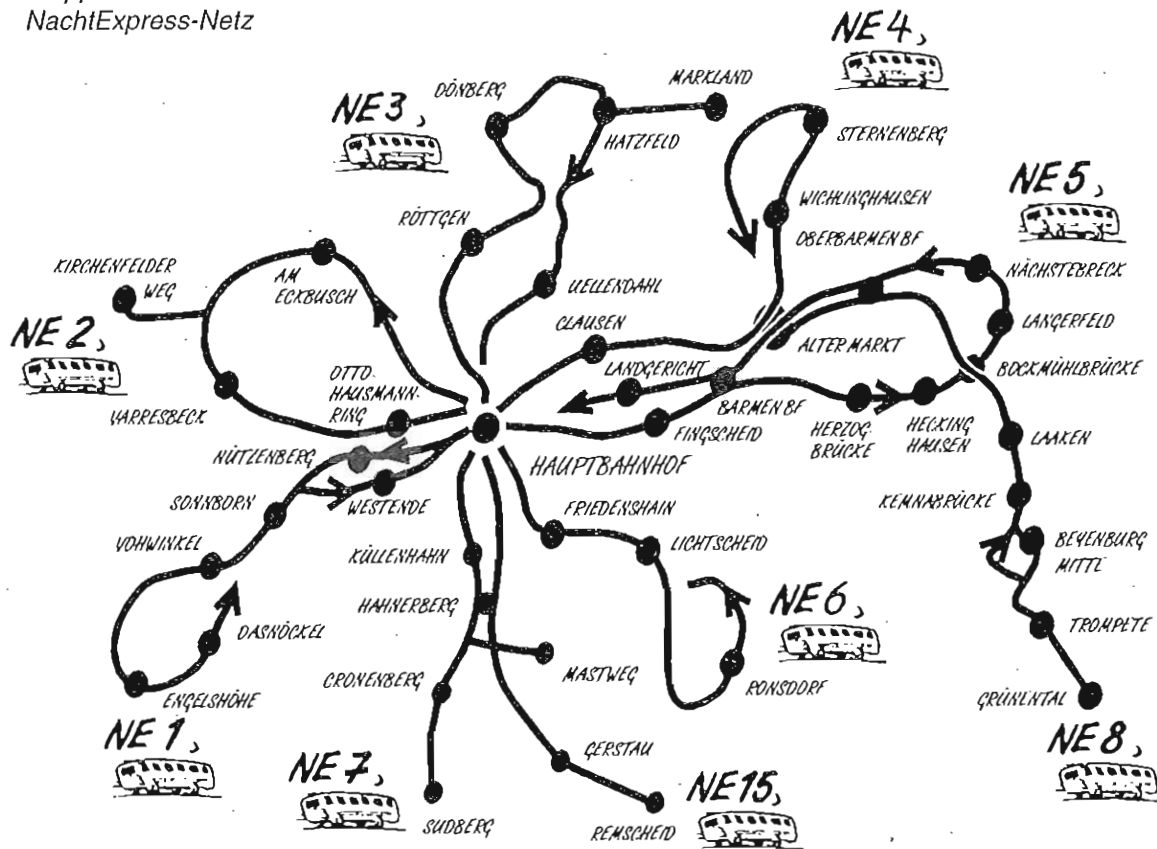 NachtExpress-Netz
NE 4,
NE 3,
DÖNBERG
MARKLAND
HATZFELD
STERNENBERG
NE 5,
RÖTTGEN
WICHLINGHAUSEN
OBERBARMEN BF
KIRCHENFELDER
WEG
AM
ECKBUSCH
UELLENDAHL
NÄCHSTEBRECK
NE 2,
CLAUSEN
LANGERFELD
ALTER MARKT
LANDGERICHT
BOCKMÜHLBRÜCKE
OTTO-
HAUSMANN-
RING
VARRESBECK
BARMEN BF
FINGSCHEID
HERZOG-
BRÜCKE
HECKING
HAUSEN
LAAKEN
NÜTZENBERG
HAUPTBAHNHOF
SONNBORN
WESTENDE
KEMNABRÜCKE
FRIEDENSHAIN
VOHWINKEL
KÜLLENHAHN
LICHTSCHEID
BEYENBURG
MITTE
HAHNERBERG
NE 6,
DASNÖCKEL
TROMPETE
MASTWEG
CRONENBERG
RONSDORF
ENGELSHÖHE
GRÜNENTAL
NE 1,
GERSTAU
NE 8,
NE 7,
NE 15,
SUDBERG
REMSCHEID